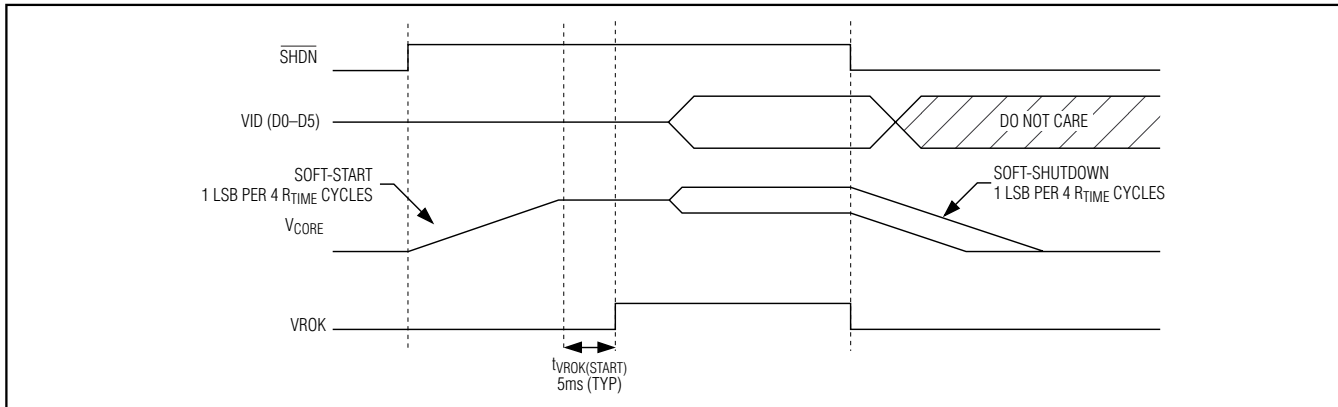 SHDN
VID (D0–D5)
DO NOT CARE
SOFT-START
1 LSB PER 4 RTIME CYCLES
SOFT-SHUTDOWN
1 LSB PER 4 RTIME CYCLES
VCORE
VROK
tVROK(START)
5ms (TYP)